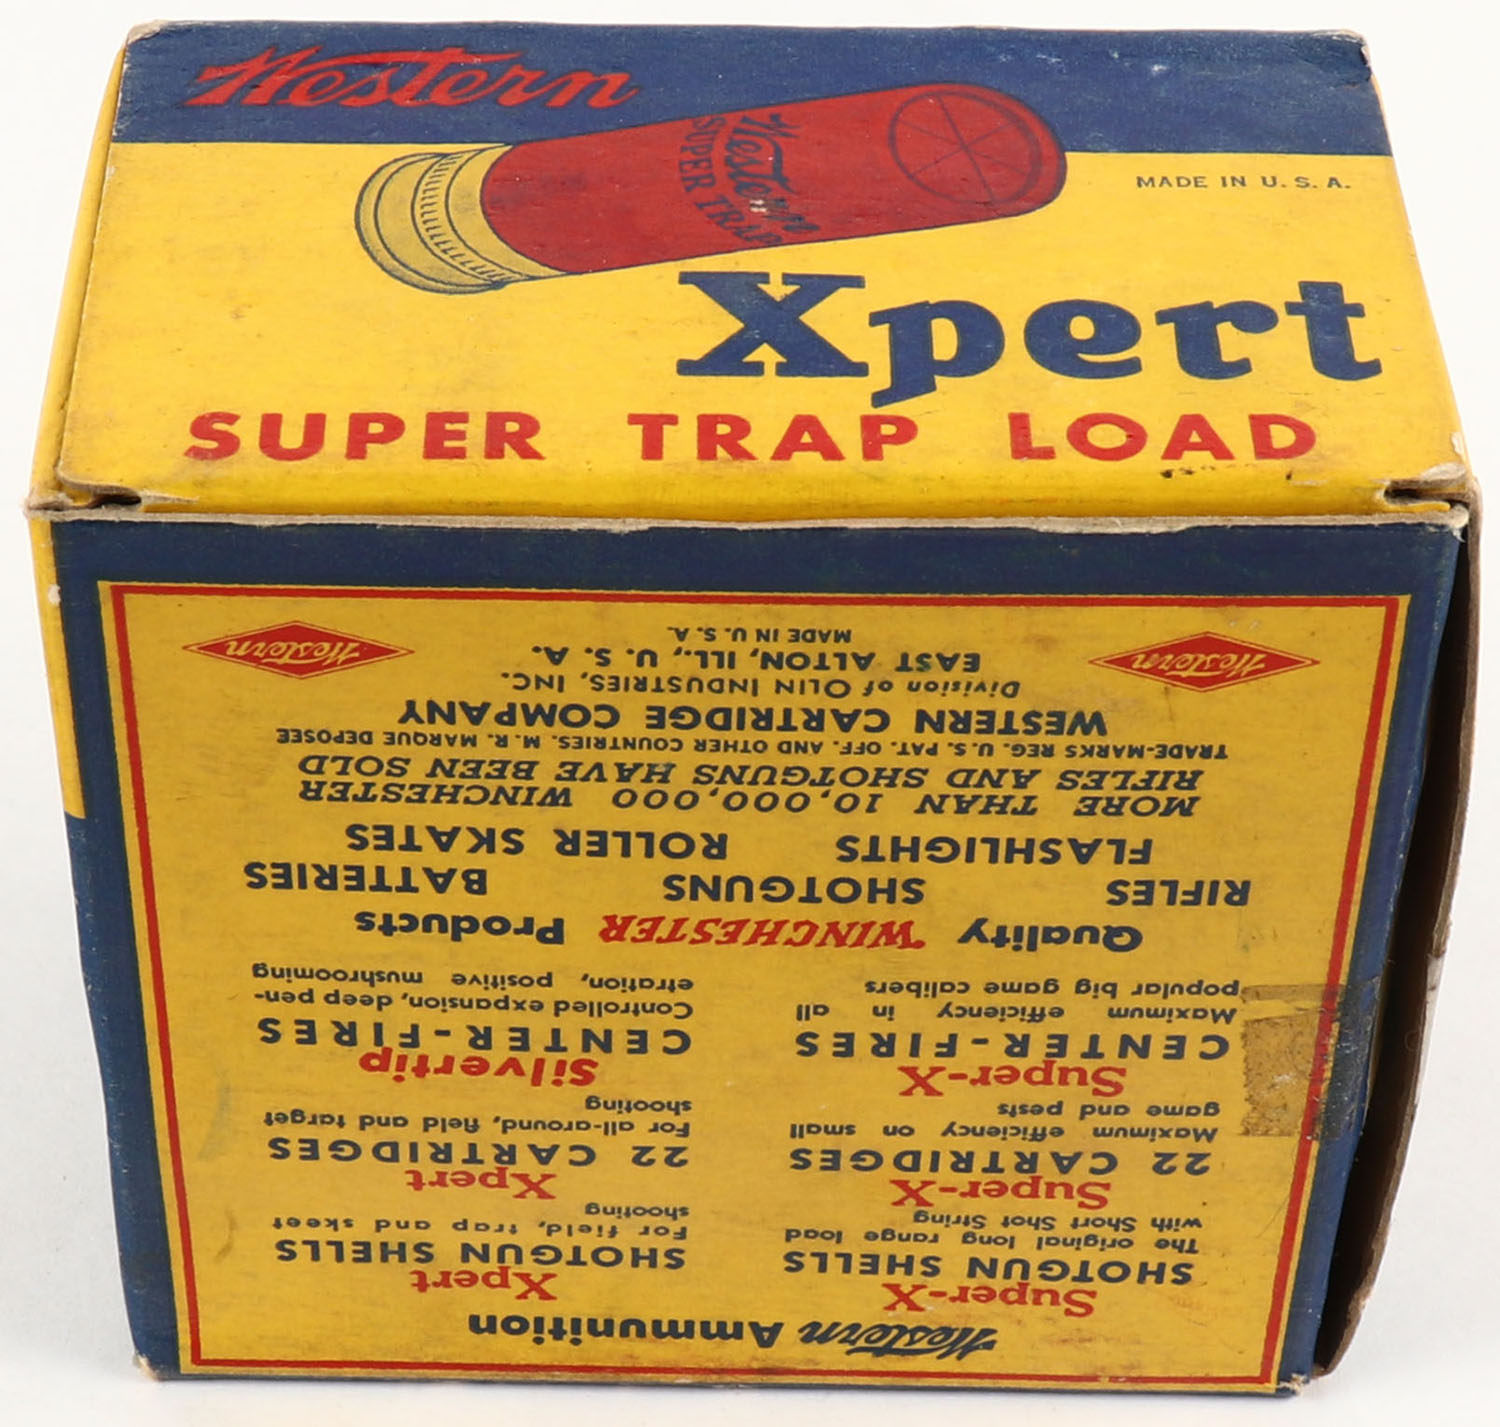 Western
Western
SUPER TRAP
MADE IN U.S.A.
Xpert
SUPER TRAP LOAD
Western Ammunition
Super-X
SHOTGUN SHELLS
The original long range load
with Short Shot String
Xpert
SHOTGUN SHELLS
For field, trap and skeet
shooting
Super-X
22 CARTRIDGES
Maximum efficiency on small
game and pests
Xpert
22 CARTRIDGES
For all-around, field and target
shooting
Super-X
CENTER-FIRES
Maximum efficiency in all
popular big game calibers
Silvertip
CENTER-FIRES
Controlled expansion, deep pen-
etration, positive mushrooming
Quality WINCHESTER Products
RIFLES SHOTGUNS BATTERIES
FLASHLIGHTS ROLLER SKATES
MORE THAN 10,000,000 WINCHESTER
RIFLES AND SHOTGUNS HAVE BEEN SOLD
TRADE-MARKS REG. U.S. PAT. OFF. AND OTHER COUNTRIES. M. R. MARQUE DEPOSEE
WESTERN CARTRIDGE COMPANY
Division of OLIN INDUSTRIES, INC.
EAST ALTON, ILL., U. S. A.
MADE IN U. S. A.
Western
Western